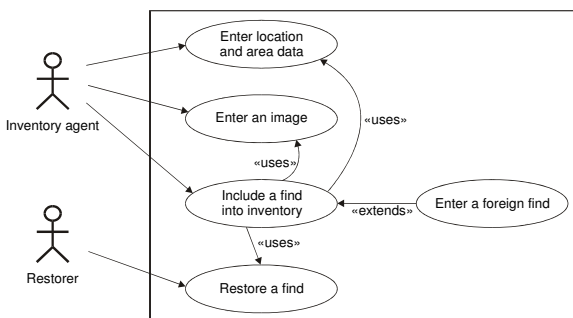 Enter location
and area data
Inventory agent
Enter an image
«uses»
«uses»
Include a find
into inventory
«extends»
Enter a foreign find
«uses»
Restorer
Restore a find